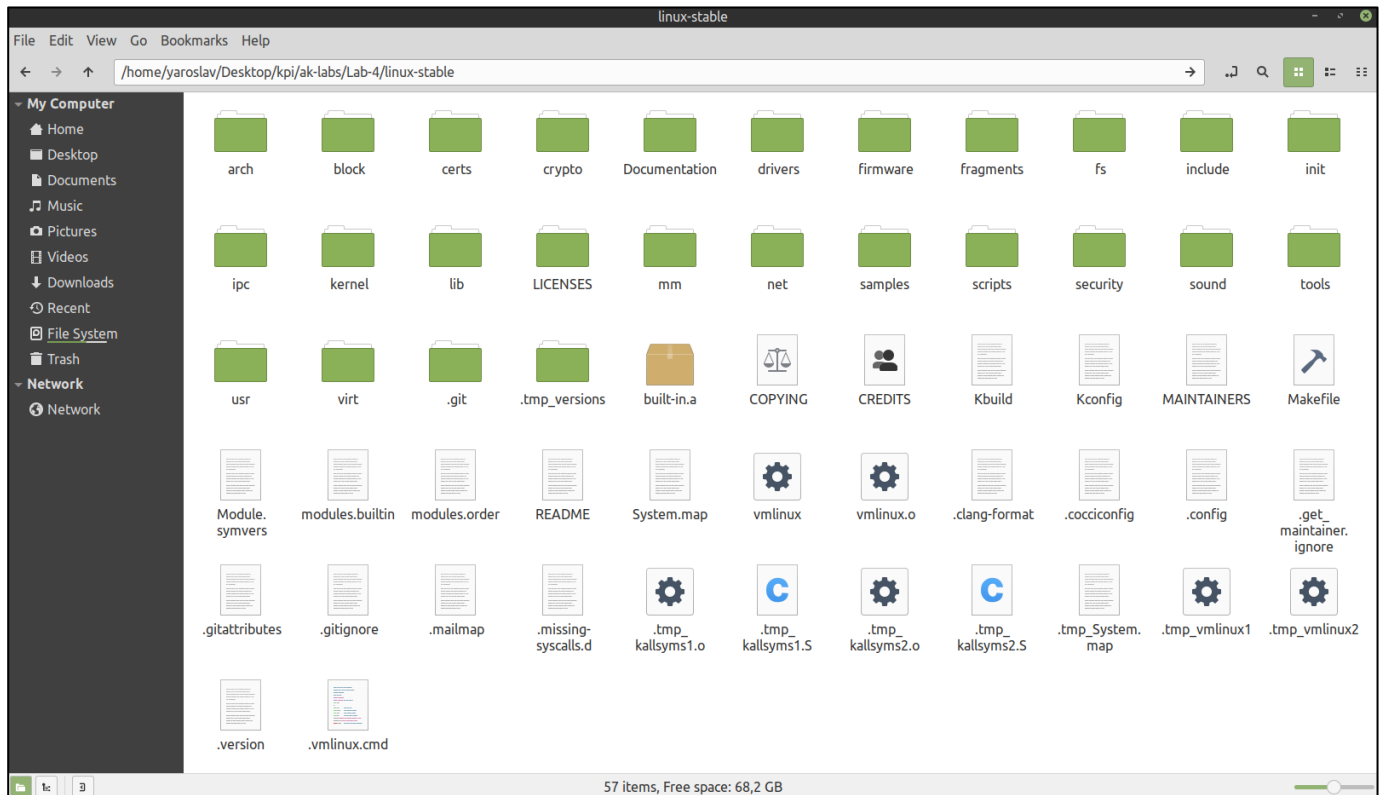 linux-stable
File Edit View Go Bookmarks Help
/home/yaroslav/Desktop/kpi/ak-labs/Lab-4/linux-stable
My Computer
Home
Desktop
Documents
Music
Pictures
Videos
Downloads
Recent
File System
Trash
Network
Network
arch block certs crypto Documentation drivers firmware fragments fs include init
ipc kernel lib LICENSES mm net samples scripts security sound tools
usr virt .git .tmp_versions built-in.a COPYING CREDITS Kbuild Kconfig MAINTAINERS Makefile
Module. modules.builtin modules.order README System.map vmlinux vmlinux.o .clang-format .cocciconfig .config .get_
symvers maintainer.
ignore
.gitattributes .gitignore .mailmap .missing- .tmp_ .tmp_ .tmp_ .tmp_ .tmp_System. .tmp_vmlinux1 .tmp_vmlinux2
syscalls.d kallsyms1.o kallsyms1.S kallsyms2.o kallsyms2.S map
.version .vmlinux.cmd
57 items, Free space: 68,2 GB